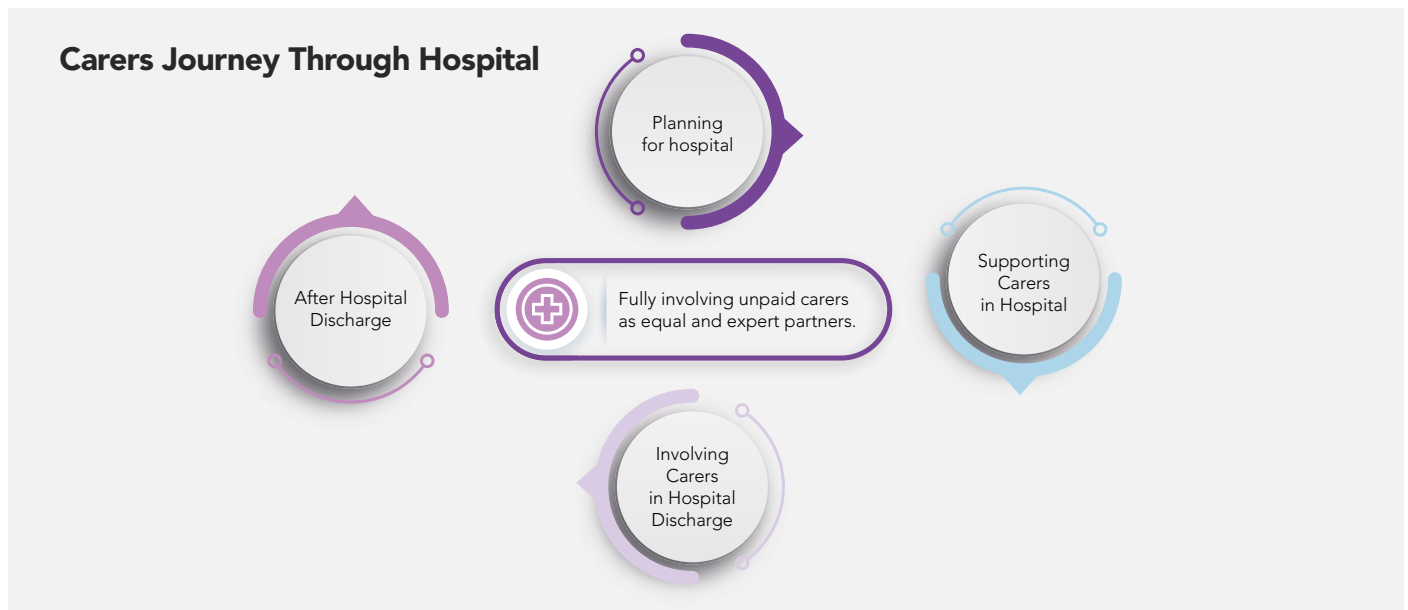 Carers Journey Through Hospital
Planning
for hospital
Supporting
Carers
in Hospital
After Hospital
Discharge
Fully involving unpaid carers
as equal and expert partners.
Involving
Carers
in Hospital
Discharge